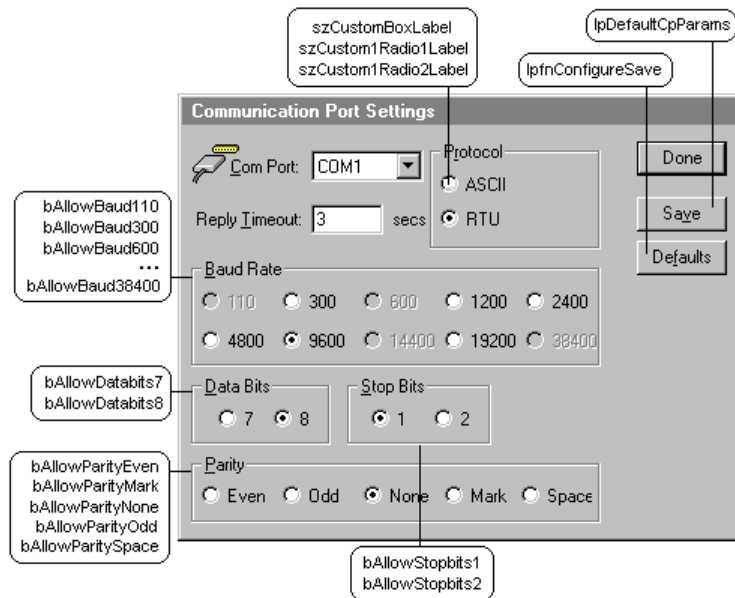 szCustomBoxLabel
szCustom1Radio1Label
szCustom1Radio2Label
lpDefaultCpParams
lpfnConfigureSave
Communication Port Settings
Com Port:
COM1
Protocol
ASCII
RTU
Done
Reply Timeout:
3
secs
Save
Defaults
bAllowBaud110
bAllowBaud300
bAllowBaud600
...
bAllowBaud38400
Baud Rate
110 300 600 1200 2400
4800 9600 14400 19200 38400
bAllowDatabits7
bAllowDatabits8
Data Bits
7 8
Stop Bits
1 2
bAllowParityEven
bAllowParityMark
bAllowParityNone
bAllowParityOdd
bAllowParitySpace
Parity
Even Odd None Mark Space
bAllowStopbits1
bAllowStopbits2